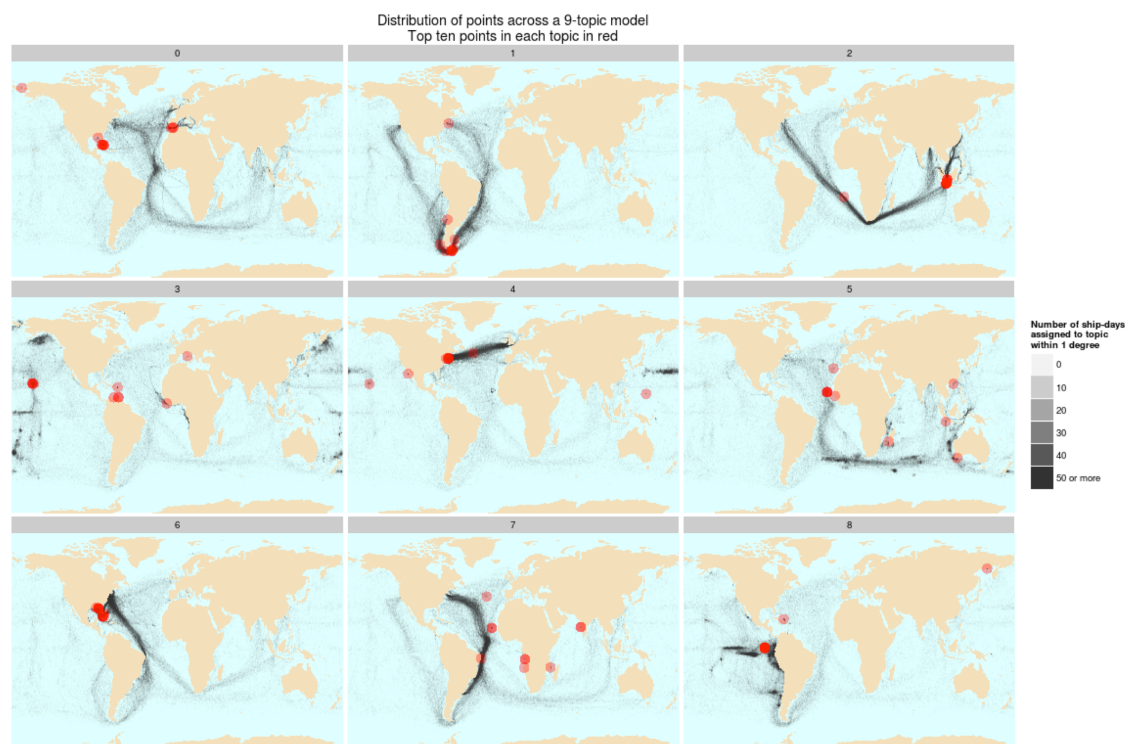 Distribution of points across a 9-topic model
Top ten points in each topic in red
0
1
2
3
4
5
6
7
8
Number of ship-days
assigned to topic
within 1 degree
0
10
20
30
40
50 or more